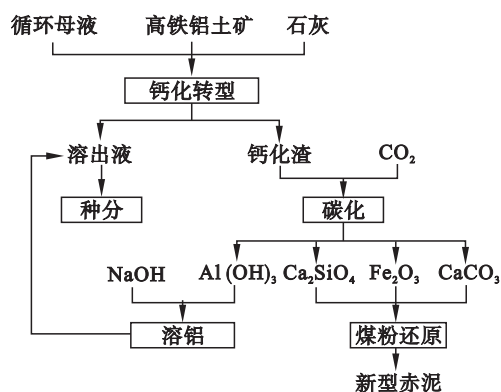 循环母液 高铁铝土矿 石灰
钙化转型
溶出液 钙化渣 CO₂
种分 碳化
NaOH Al(OH)₃ Ca₂SiO₄ Fe₂O₃ CaCO₃
溶铝 煤粉还原
新型赤泥